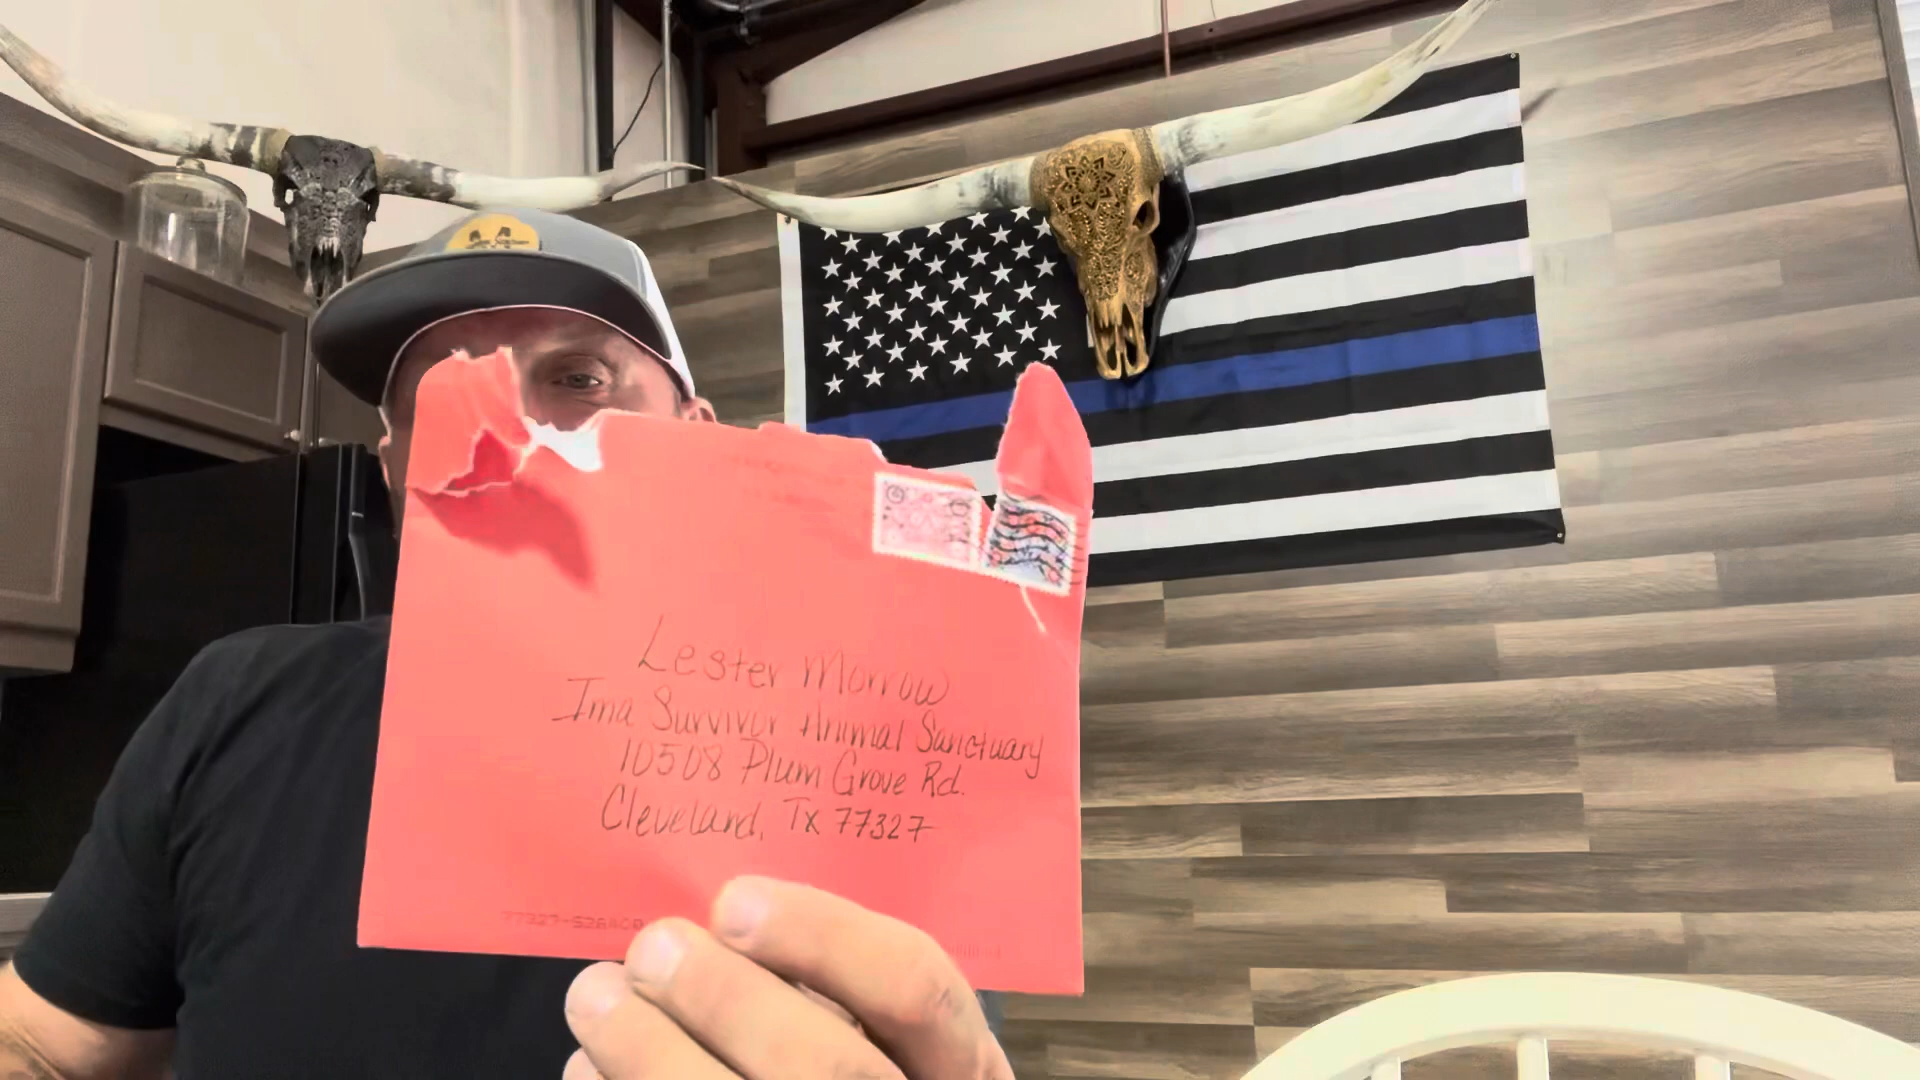 Lester Morrow
Ima Survivor Animal Sanctuary
10508 Plum Grove Rd.
Cleveland, Tx 77327